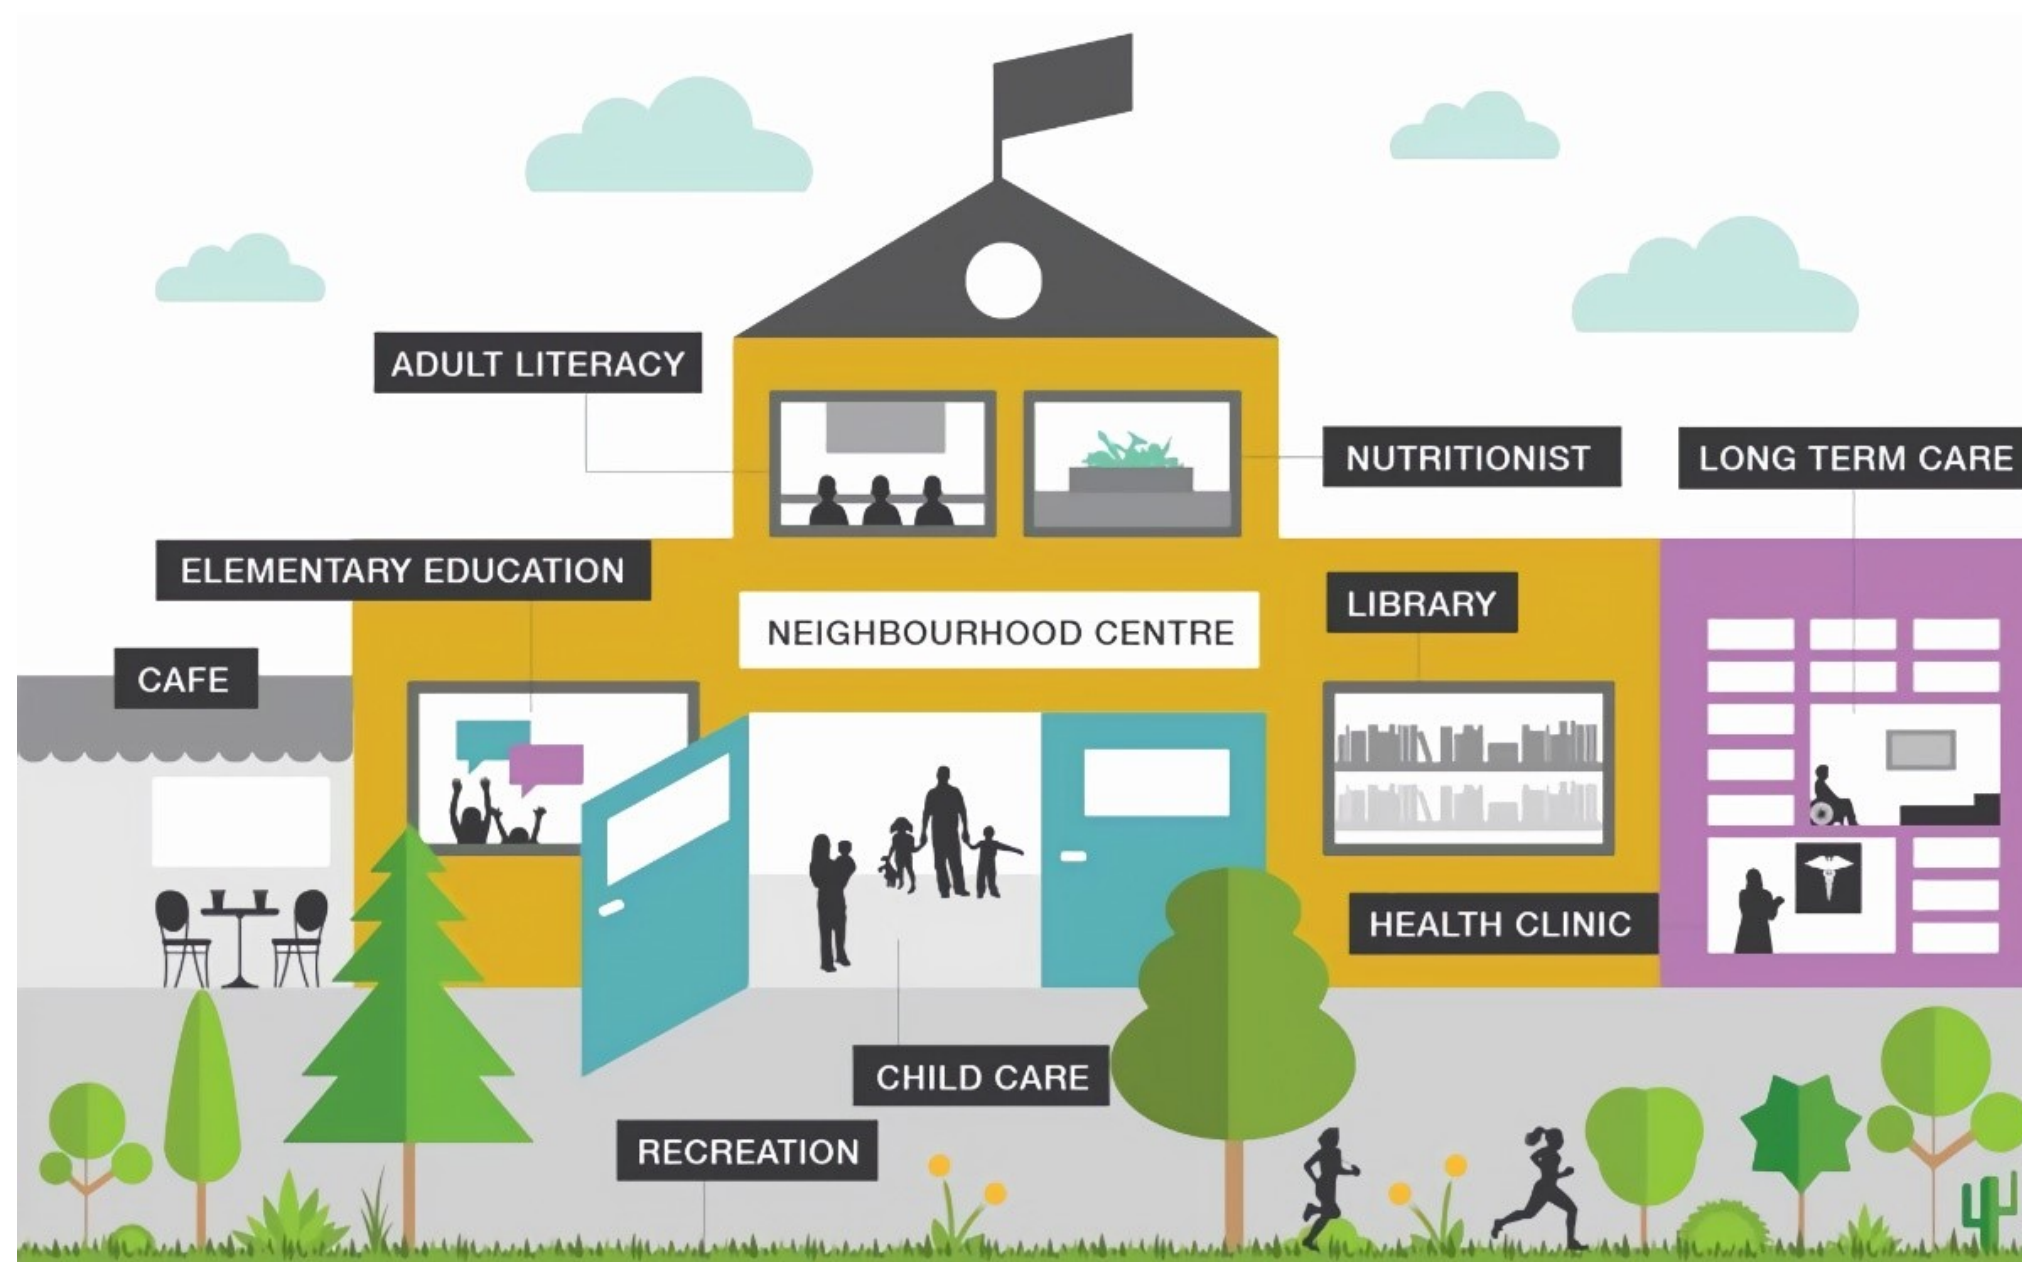 ADULT LITERACY
NUTRITIONIST
LONG TERM CARE
ELEMENTARY EDUCATION
LIBRARY
NEIGHBOURHOOD CENTRE
CAFE
HEALTH CLINIC
CHILD CARE
RECREATION